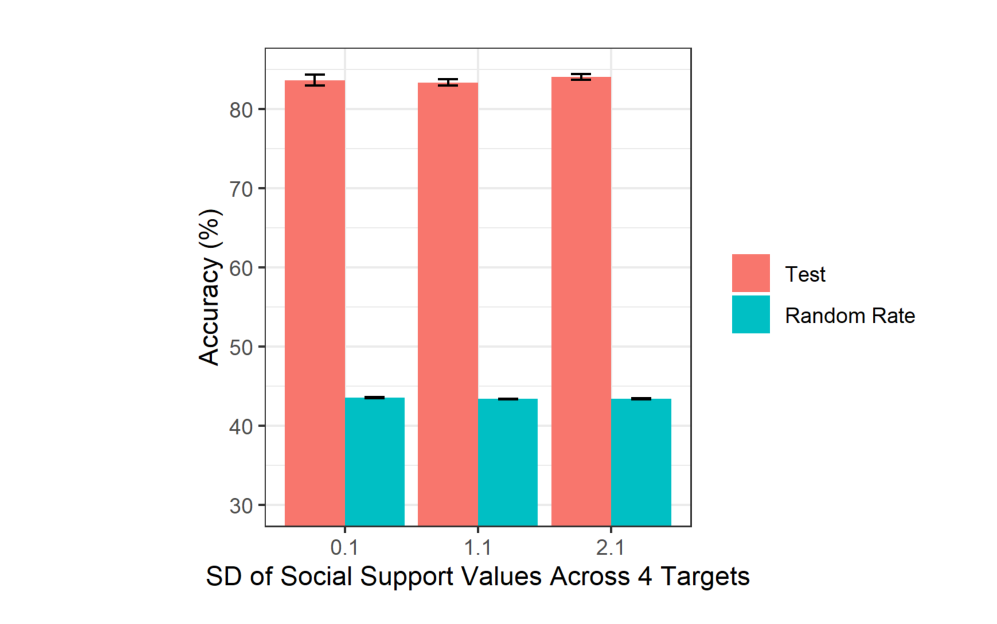 80
70
60
50
40
30
Accuracy (%)
0.1 1.1 2.1
SD of Social Support Values Across 4 Targets
Test
Random Rate